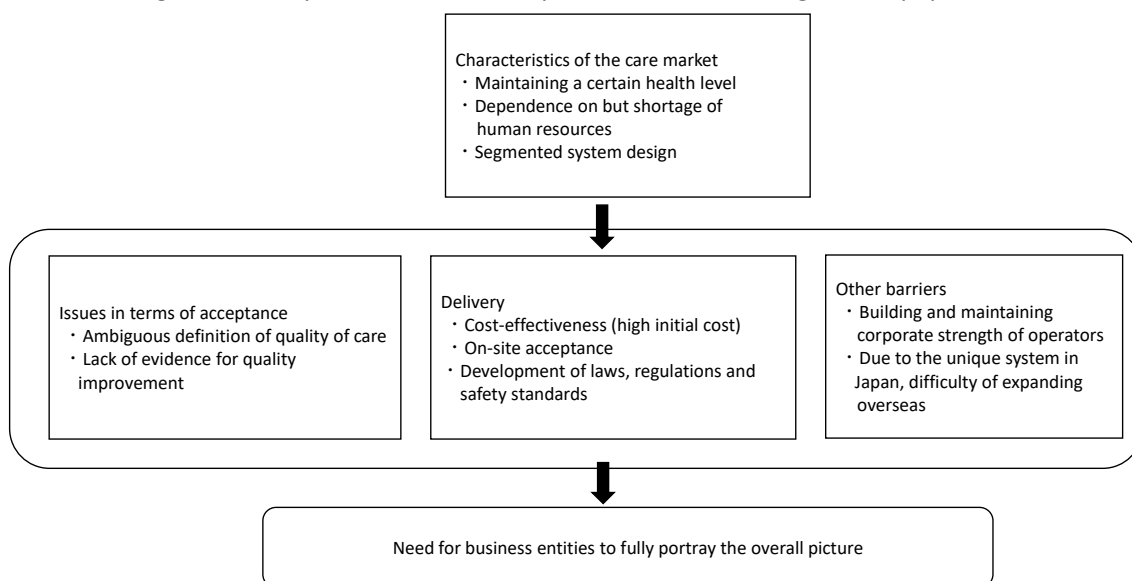 Characteristics of the care market
・Maintaining a certain health level
・Dependence on but shortage of
human resources
・Segmented system design
Issues in terms of acceptance
・Ambiguous definition of quality of care
・Lack of evidence for quality
improvement
Delivery
・Cost-effectiveness (high initial cost)
・On-site acceptance
・Development of laws, regulations and
safety standards
Other barriers
・Building and maintaining
corporate strength of operators
・Due to the unique system in
Japan, difficulty of expanding
overseas
Need for business entities to fully portray the overall picture